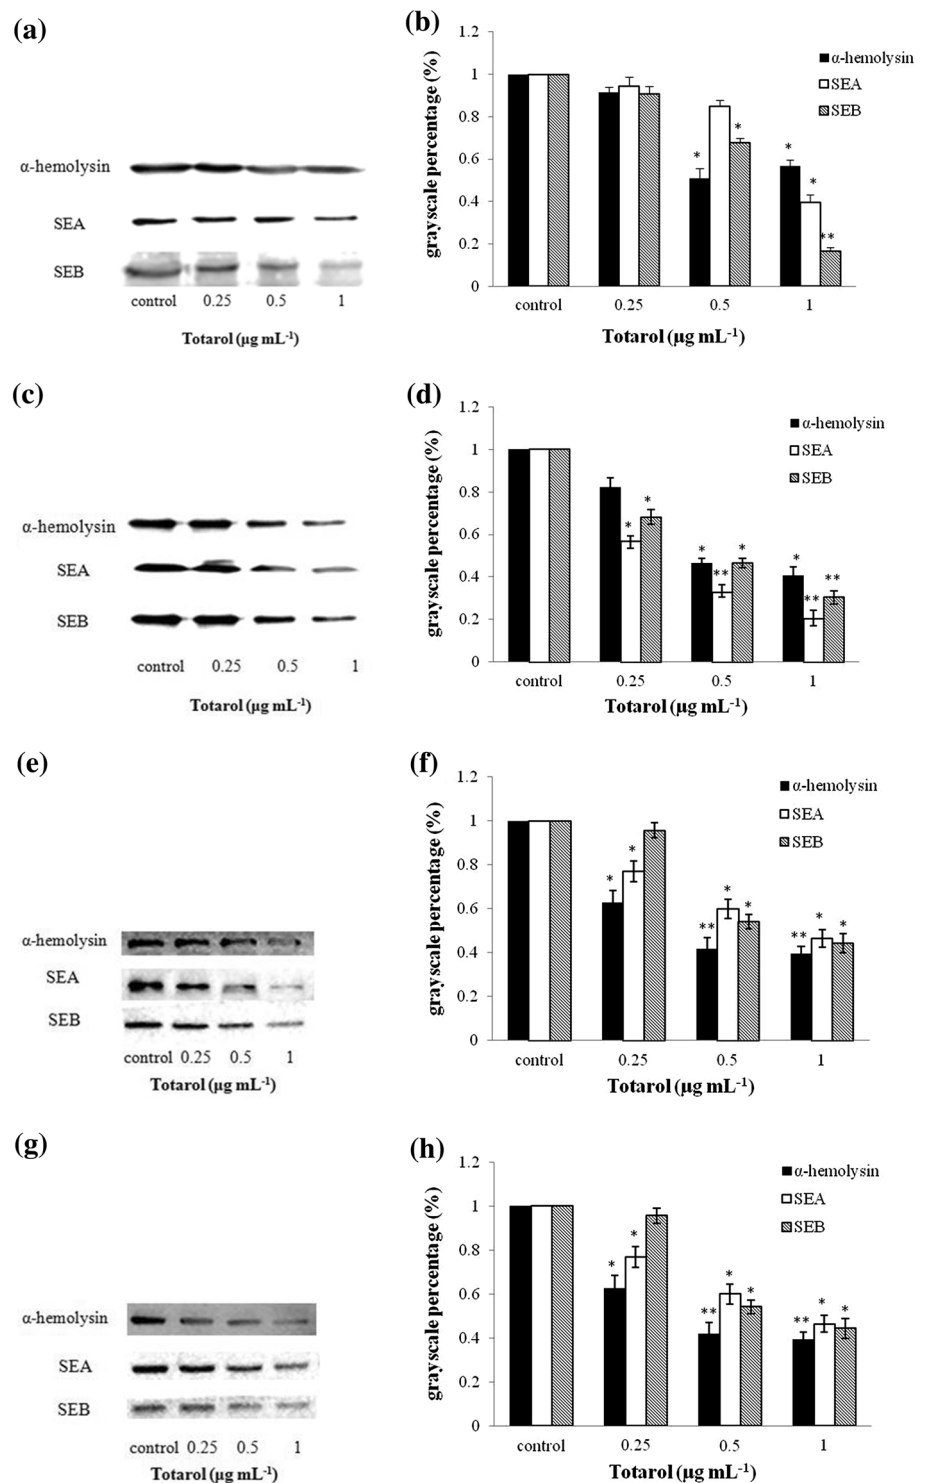 (a)
α-hemolysin
SEA
SEB
control 0.25 0.5 1
Totarol (µg mL-1)
(b)
grayscale percentage (%)
1.2
1
0.8
0.6
0.4
0.2
0
α-hemolysin
SEA
SEB
* * * * **
control 0.25 0.5 1
Totarol (µg mL-1)
(c)
α-hemolysin
SEA
SEB
control 0.25 0.5 1
Totarol (µg mL-1)
(d)
grayscale percentage (%)
1.2
1
0.8
0.6
0.4
0.2
0
α-hemolysin
SEA
SEB
* * * ** * * ** **
control 0.25 0.5 1
Totarol (µg mL-1)
(e)
α-hemolysin
SEA
SEB
control 0.25 0.5 1
Totarol (µg mL-1)
(f)
grayscale percentage (%)
1.2
1
0.8
0.6
0.4
0.2
0
α-hemolysin
SEA
SEB
* * ** * * ** * *
control 0.25 0.5 1
Totarol (µg mL-1)
(g)
α-hemolysin
SEA
SEB
control 0.25 0.5 1
Totarol (µg mL-1)
(h)
grayscale percentage (%)
1.2
1
0.8
0.6
0.4
0.2
0
α-hemolysin
SEA
SEB
* * ** * * ** * *
control 0.25 0.5 1
Totarol (µg mL-1)